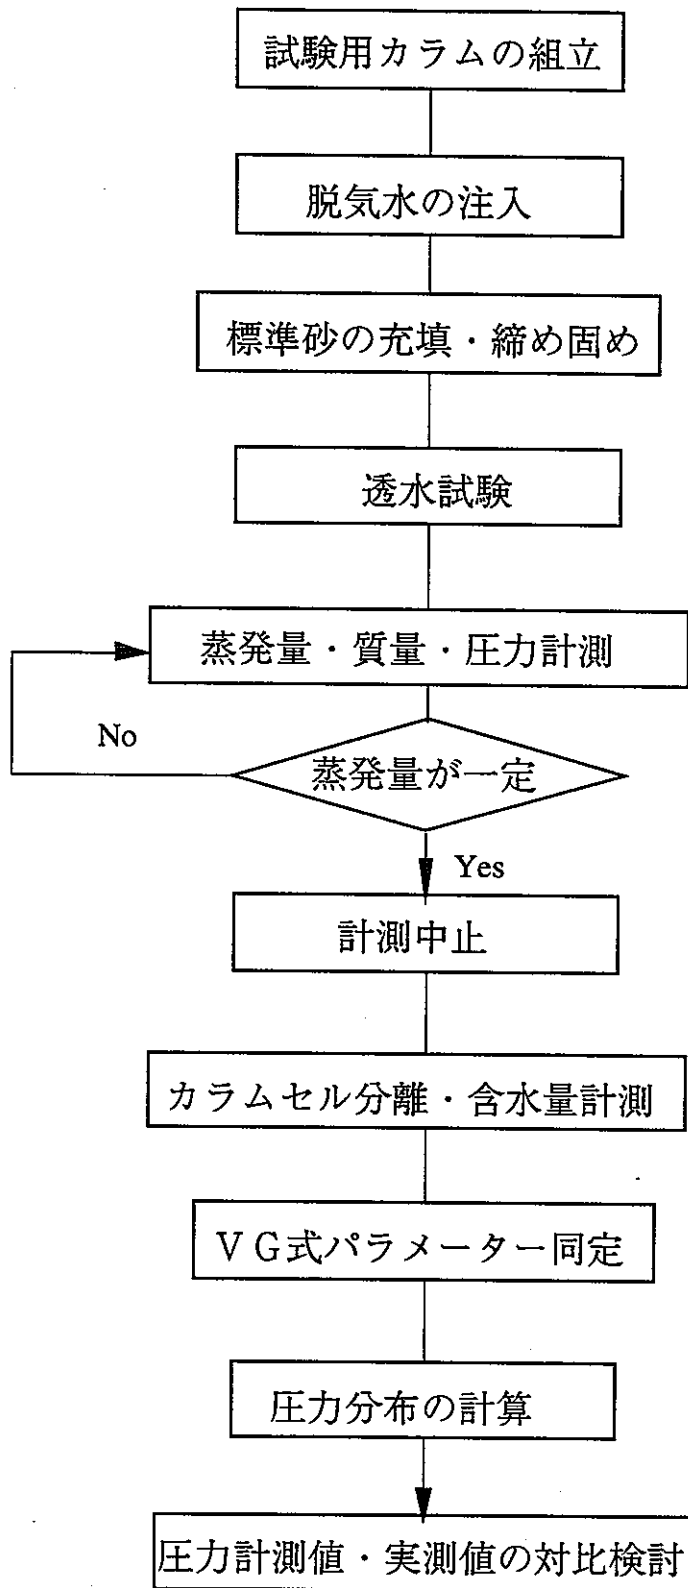 試験用カラムの組立
脱気水の注入
標準砂の充填・締め固め
透水試験
蒸発量・質量・圧力計測
No
蒸発量が一定
Yes
計測中止
カラムセル分離・含水量計測
ＶＧ式パラメーター同定
圧力分布の計算
圧力計測値・実測値の対比検討